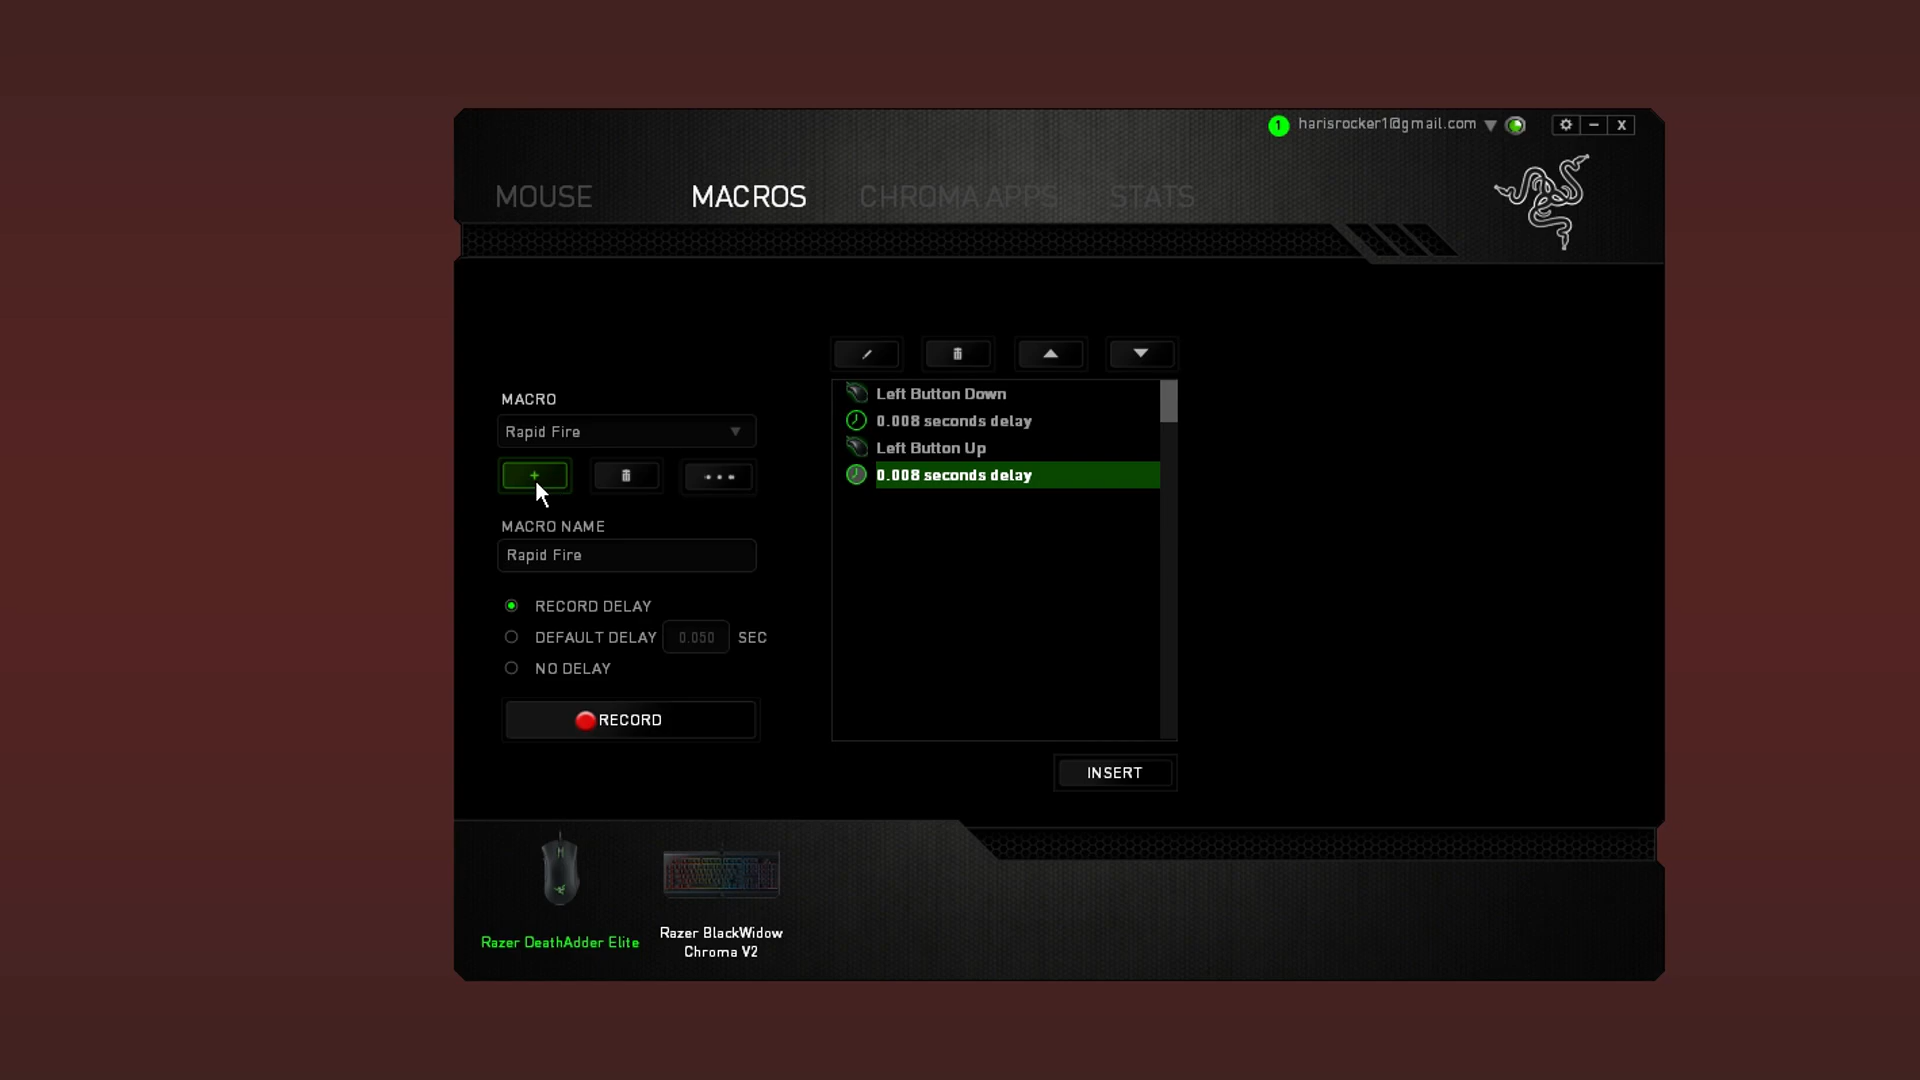 1 harisrocker1@gmail.com
X
MOUSE MACROS CHROMA APPS STATS
MACRO
Rapid Fire
+
MACRO NAME
Rapid Fire
RECORD DELAY
DEFAULT DELAY 0.050 SEC
NO DELAY
RECORD
Left Button Down
0.008 seconds delay
Left Button Up
0.008 seconds delay
INSERT
Razer DeathAdder Elite
Razer BlackWidow
Chroma V2